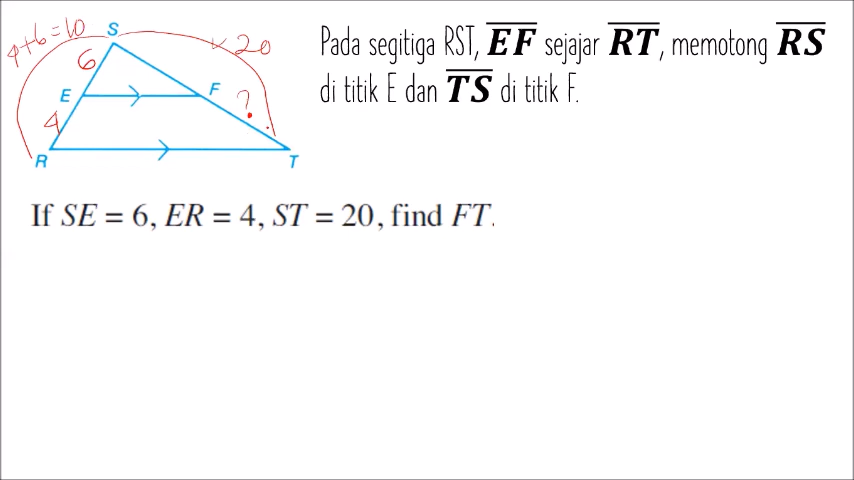 4+6=10
S
20
6
E
F
?
4
R
T
Pada segitiga RST, EF sejajar RT, memotong RS
di titik E dan TS di titik F.
If SE = 6, ER = 4, ST = 20, find FT.